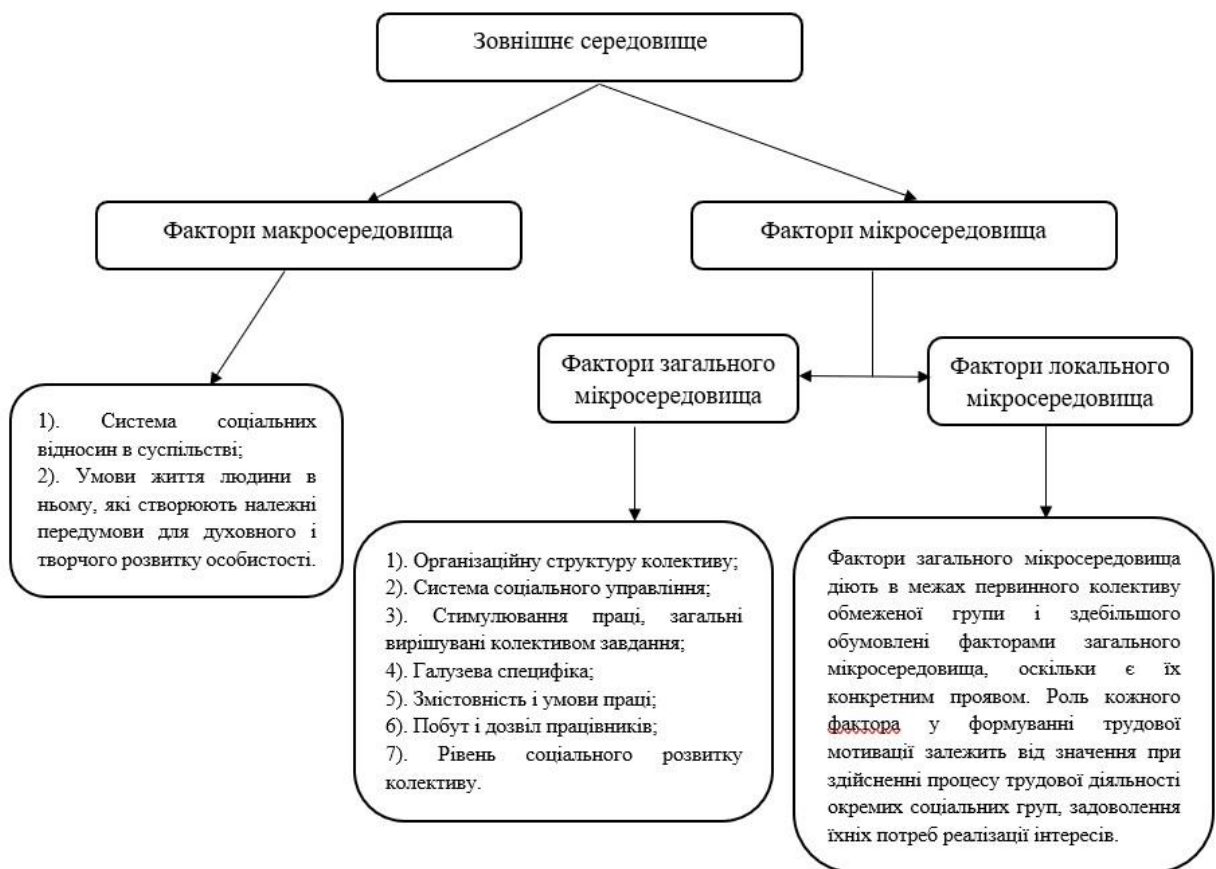 Зовнішнє середовище
Фактори макросередовища
Фактори мікросередовища
Фактори загального
мікросередовища
Фактори локального
мікросередовища
1). Система соціальних
відносин в суспільстві;
2). Умови життя людини в
ньому, які створюють належні
передумови для духовного і
творчого розвитку особистості.
1). Організаційну структуру колективу;
2). Система соціального управління;
3). Стимулювання праці, загальні
вирішувані колективом завдання;
4). Галузева специфіка;
5). Змістовність і умови праці;
6). Побут і дозвіл працівників;
7). Рівень соціального розвитку
колективу.
Фактори загального мікросередовища
діють в межах первинного колективу
обмеженої групи і здебільшого
обумовлені факторами загального
мікросередовища, оскільки є їх
конкретним проявом. Роль кожного
фактора у формуванні трудової
мотивації залежить від значення при
здійсненні процесу трудової діяльності
окремих соціальних груп, задоволення
їхніх потреб реалізації інтересів.